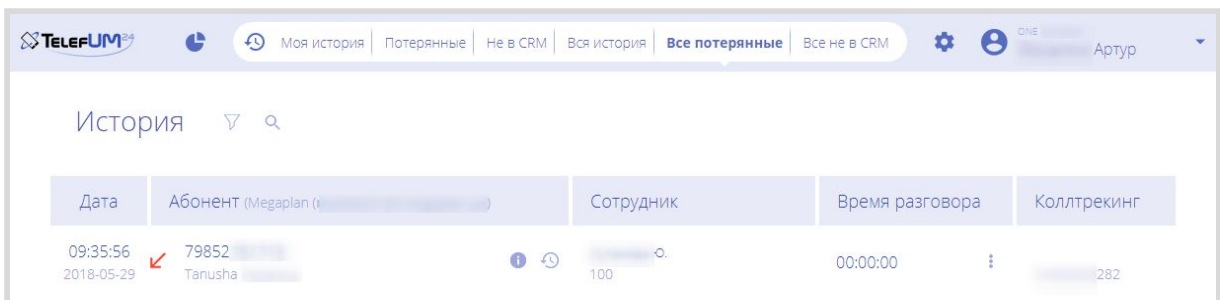 TELEFUM24
Моя история Потерянные Не в CRM Вся история Все потерянные Все не в CRM
ONE
Артур
История
Дата Абонент (Megaplan ( ) Сотрудник Время разговора Коллтрекинг
09:35:56 79852 Ю. 00:00:00
2018-05-29 Tanusha 100 282